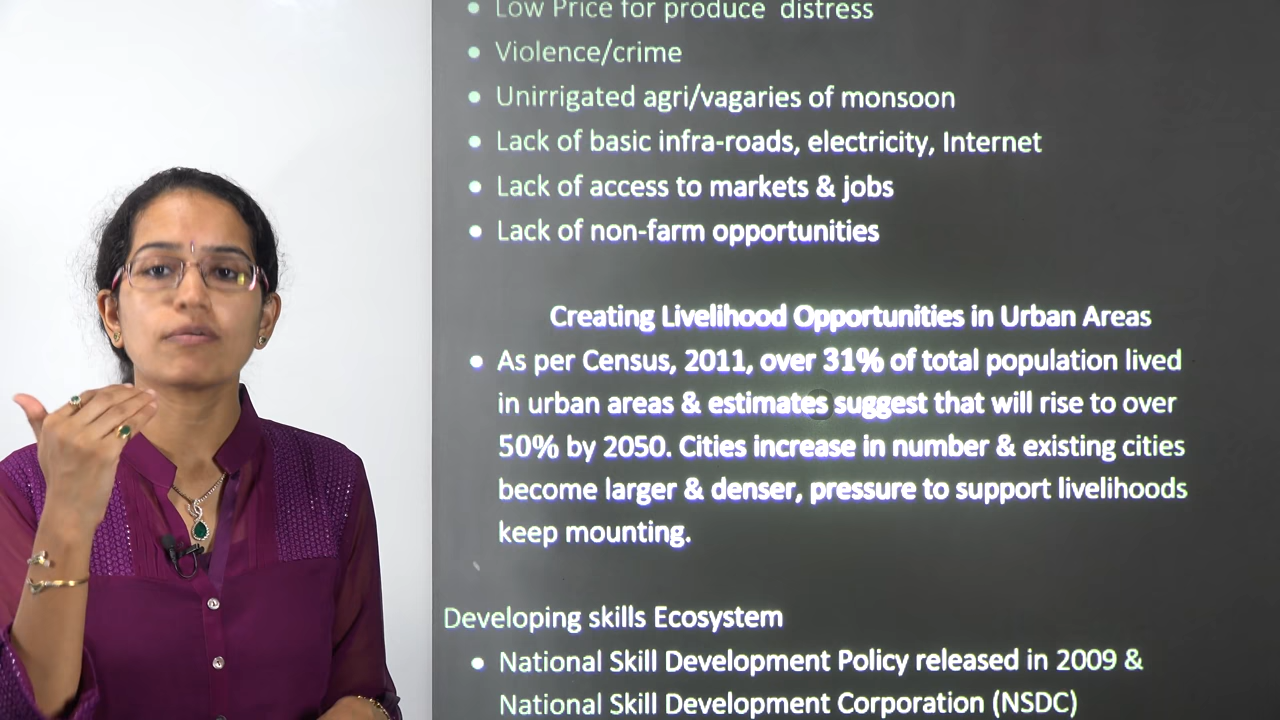 • Low Price for produce distress
• Violence/crime
• Unirrigated agri/vagaries of monsoon
• Lack of basic infra-roads, electricity, Internet
• Lack of access to markets & jobs
• Lack of non-farm opportunities
Creating Livelihood Opportunities in Urban Areas
• As per Census, 2011, over 31% of total population lived
in urban areas & estimates suggest that will rise to over
50% by 2050. Cities increase in number & existing cities
become larger & denser, pressure to support livelihoods
keep mounting.
Developing skills Ecosystem
• National Skill Development Policy released in 2009 &
National Skill Development Corporation (NSDC)